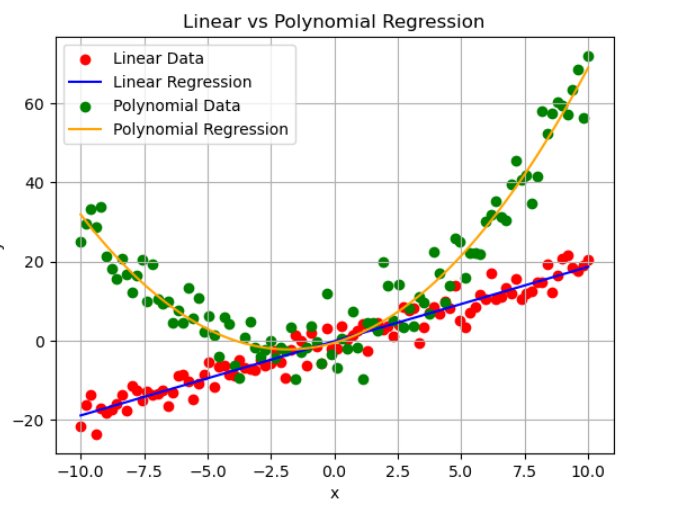 Linear vs Polynomial Regression
Linear Data
Linear Regression
Polynomial Data
Polynomial Regression
60
40
20
0
−20
−10.0 −7.5 −5.0 −2.5 0.0 2.5 5.0 7.5 10.0
x